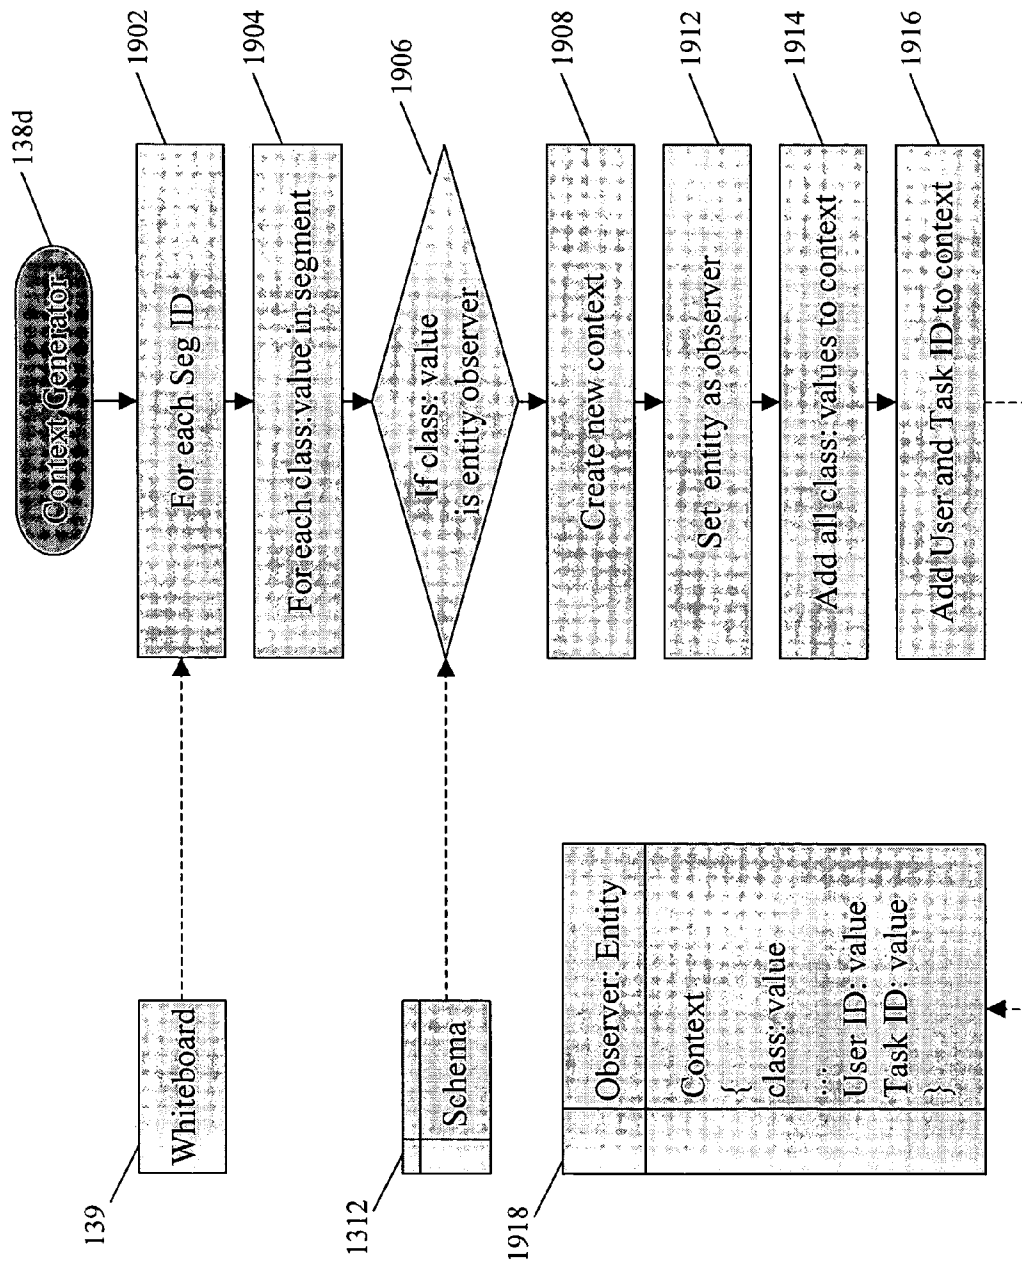 138d
Context Generator
1902
For each Seg ID
139
Whiteboard
1904
For each class: value in segment
1906
If class: value
is entity observer
1312
Schema
1908
Create new context
1912
Set entity as observer
1914
Add all class: values to context
1916
Add User and Task ID to context
1918
Observer: Entity
Context
{
class: value
...
User ID: value
Task ID: value
}